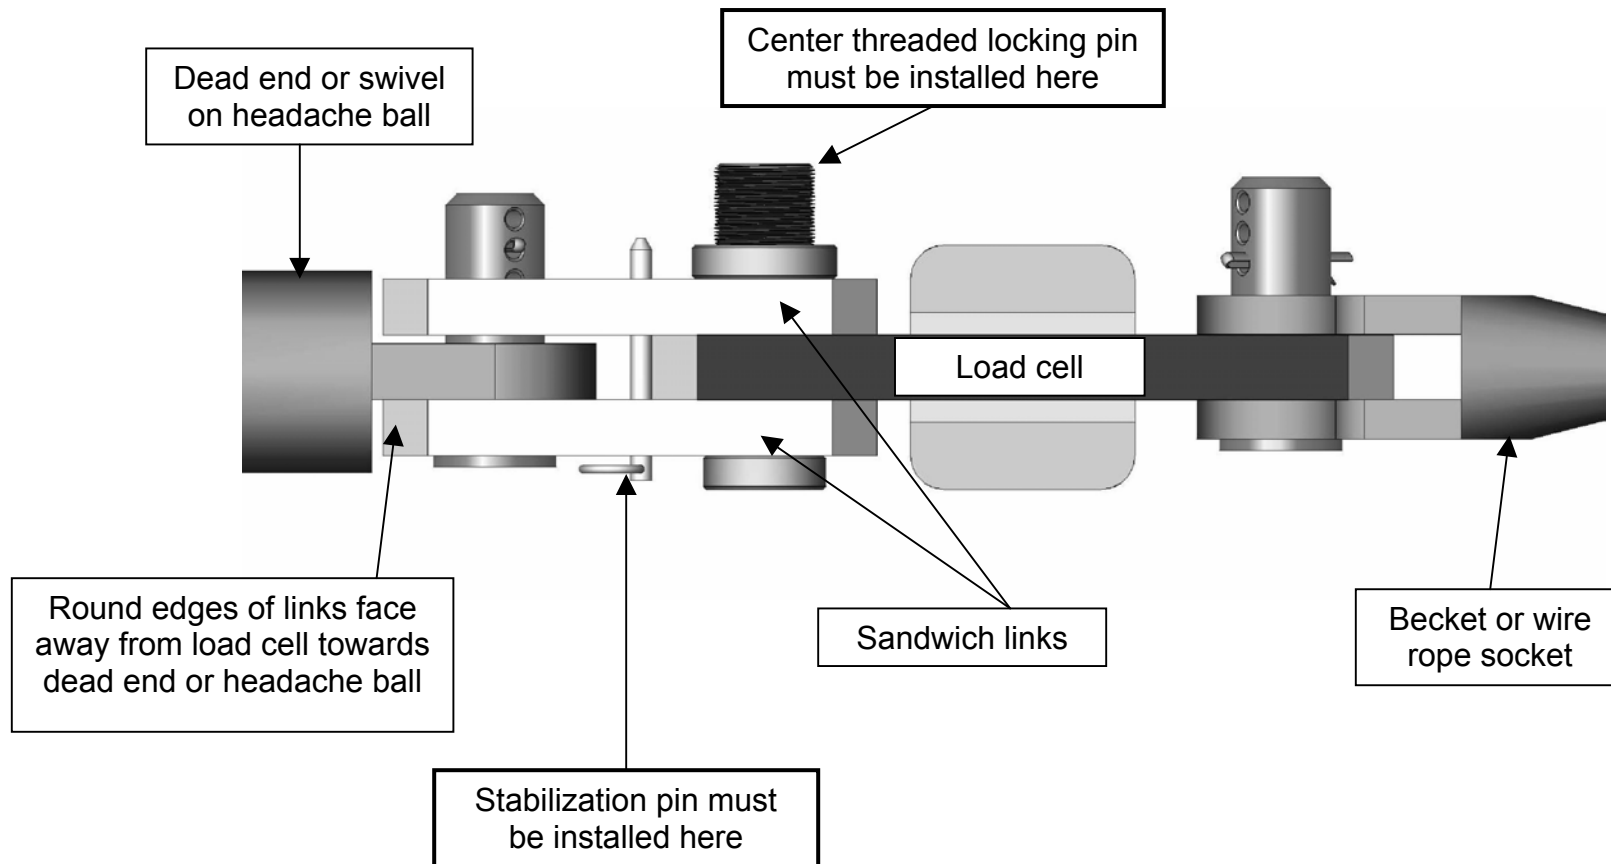 Center threaded locking pin
must be installed here
Dead end or swivel
on headache ball
Load cell
Round edges of links face
away from load cell towards
dead end or headache ball
Sandwich links
Becket or wire
rope socket
Stabilization pin must
be installed here